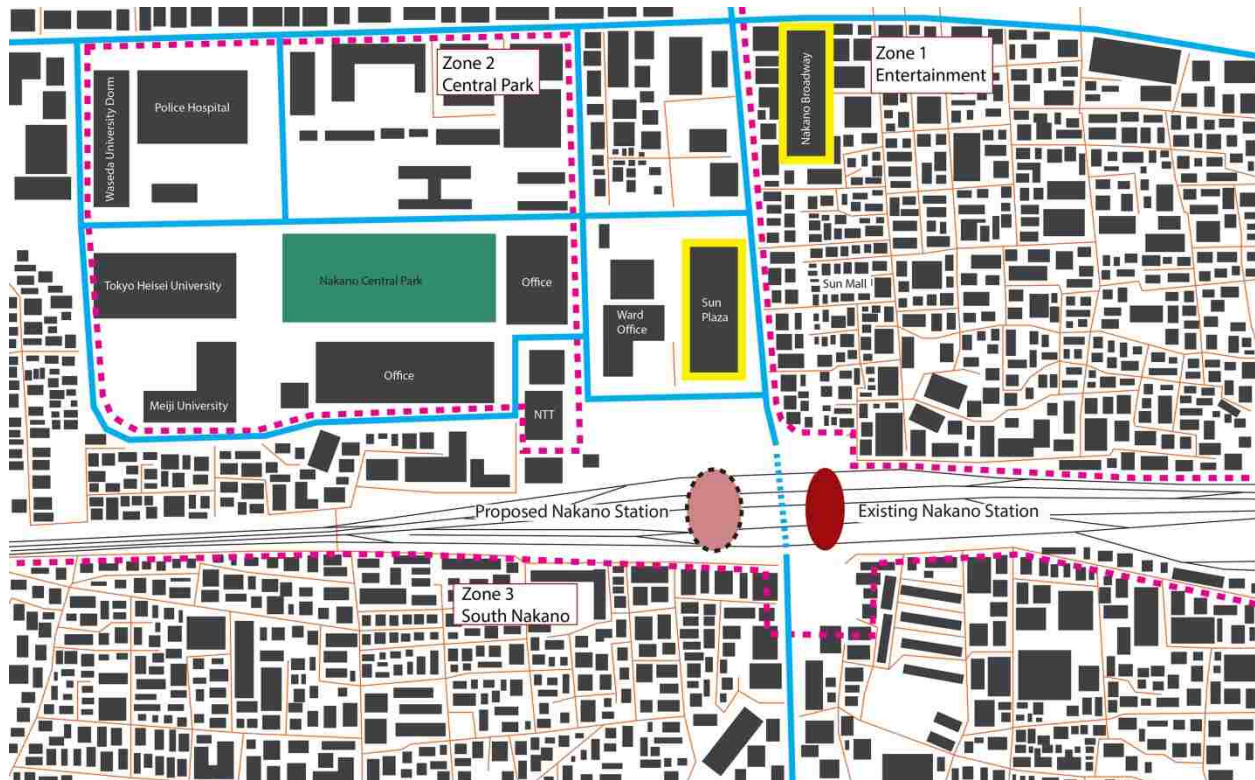 Zone 2
Central Park
Zone 1
Entertainment
Waseda University Dorm
Police Hospital
Nakano Broadway
Tokyo Heisei University
Nakano Central Park
Office
Ward
Office
Sun
Plaza
Sun Mall
Office
Meiji University
NTT
Proposed Nakano Station
Existing Nakano Station
Zone 3
South Nakano